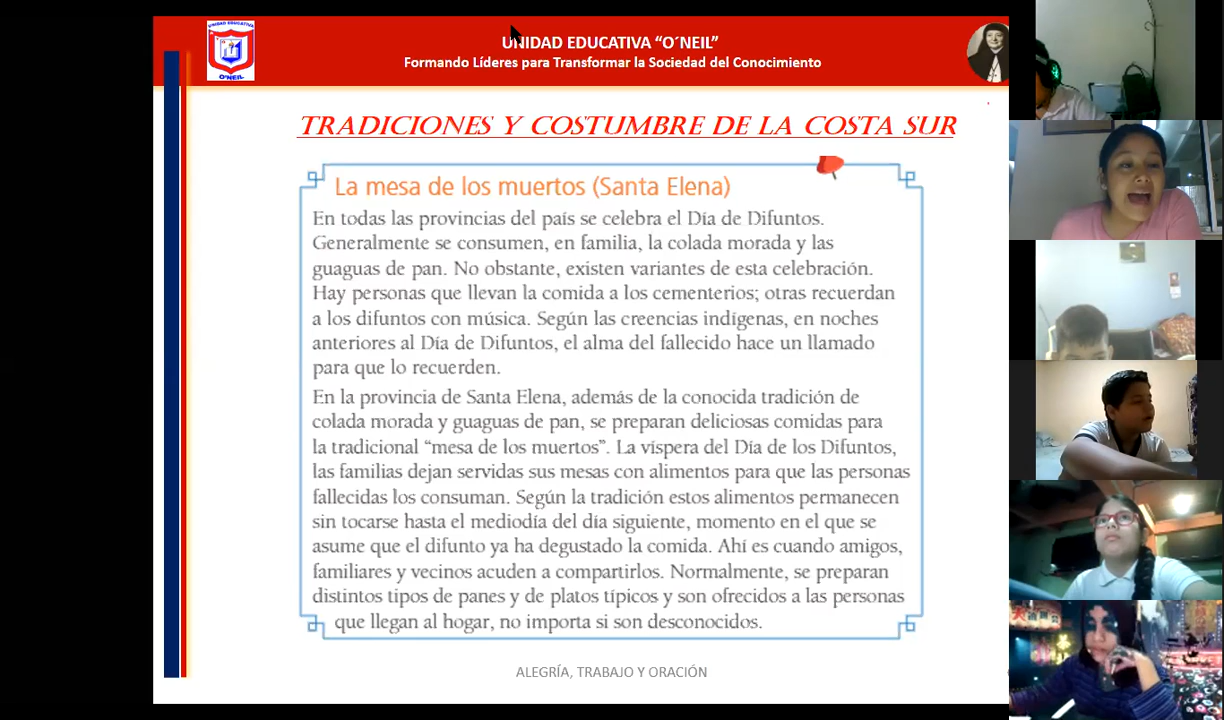 UNIDAD EDUCATIVA
O´NEIL
UNIDAD EDUCATIVA “O´NEIL”
Formando Líderes para Transformar la Sociedad del Conocimiento
TRADICIONES Y COSTUMBRE DE LA COSTA SUR
La mesa de los muertos (Santa Elena)
En todas las provincias del país se celebra el Día de Difuntos.
Generalmente se consumen, en familia, la colada morada y las
guaguas de pan. No obstante, existen variantes de esta celebración.
Hay personas que llevan la comida a los cementerios; otras recuerdan
a los difuntos con música. Según las creencias indígenas, en noches
anteriores al Día de Difuntos, el alma del fallecido hace un llamado
para que lo recuerden.
En la provincia de Santa Elena, además de la conocida tradición de
colada morada y guaguas de pan, se preparan deliciosas comidas para
la tradicional “mesa de los muertos”. La víspera del Día de los Difuntos,
las familias dejan servidas sus mesas con alimentos para que las personas
fallecidas los consuman. Según la tradición estos alimentos permanecen
sin tocarse hasta el mediodía del día siguiente, momento en el que se
asume que el difunto ya ha degustado la comida. Ahí es cuando amigos,
familiares y vecinos acuden a compartirlos. Normalmente, se preparan
distintos tipos de panes y de platos típicos y son ofrecidos a las personas
que llegan al hogar, no importa si son desconocidos.
ALEGRÍA, TRABAJO Y ORACIÓN